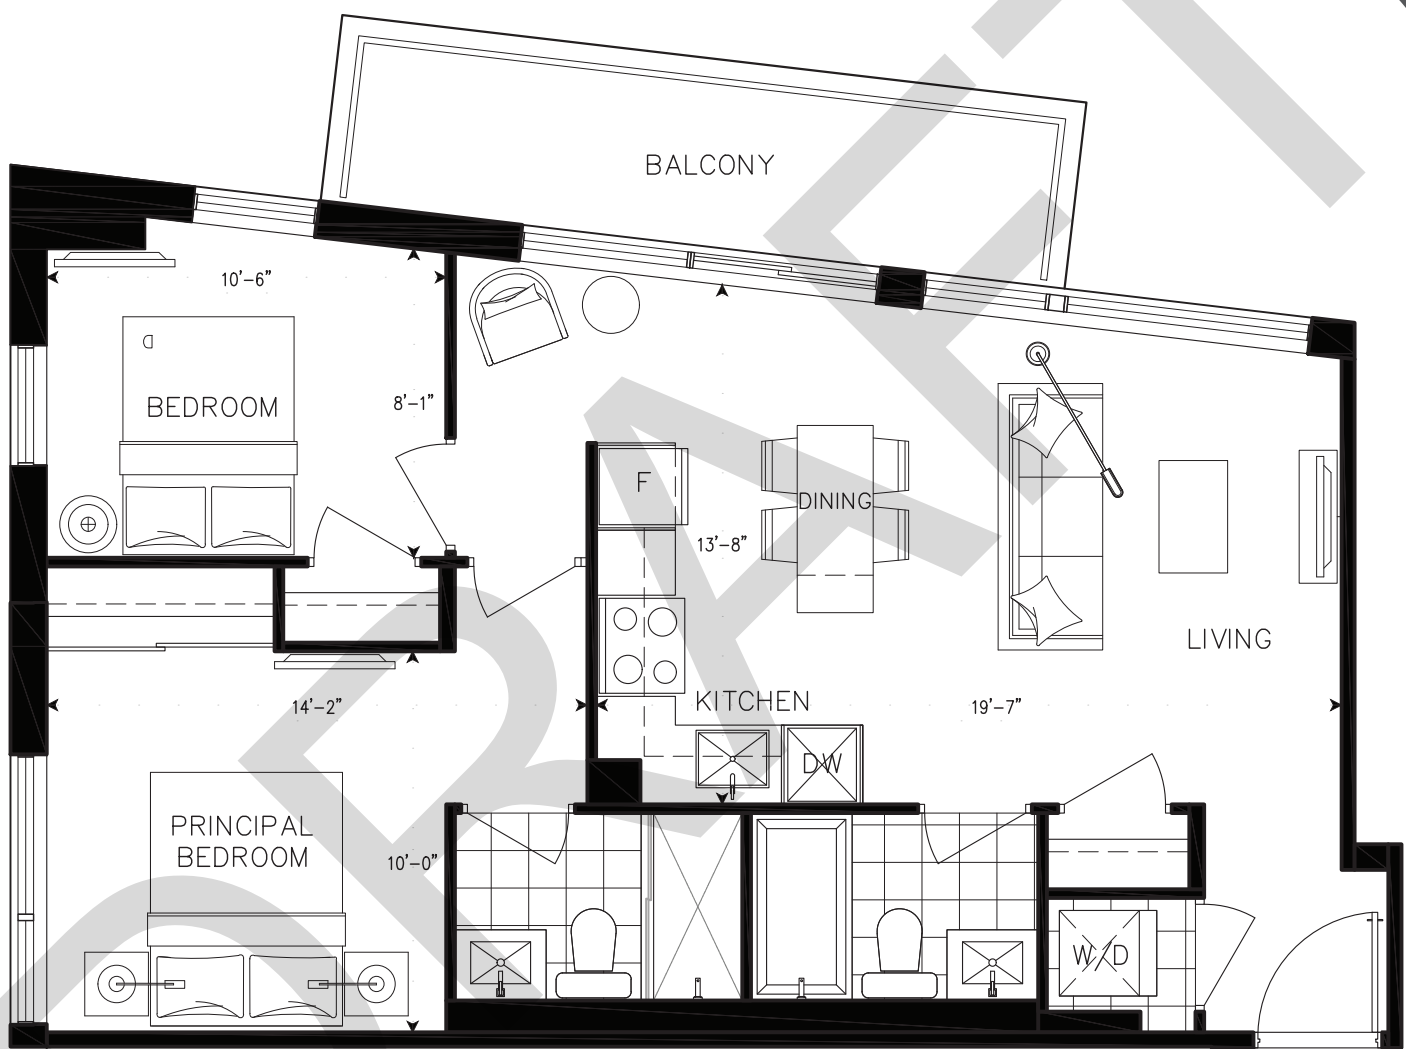 BALCONY
10'-6"
BEDROOM
8'-1"
F
DINING
13'-8"
LIVING
14'-2"
KITCHEN
19'-7"
DW
PRINCIPAL
BEDROOM
10'-0"
W/D
DRAFT